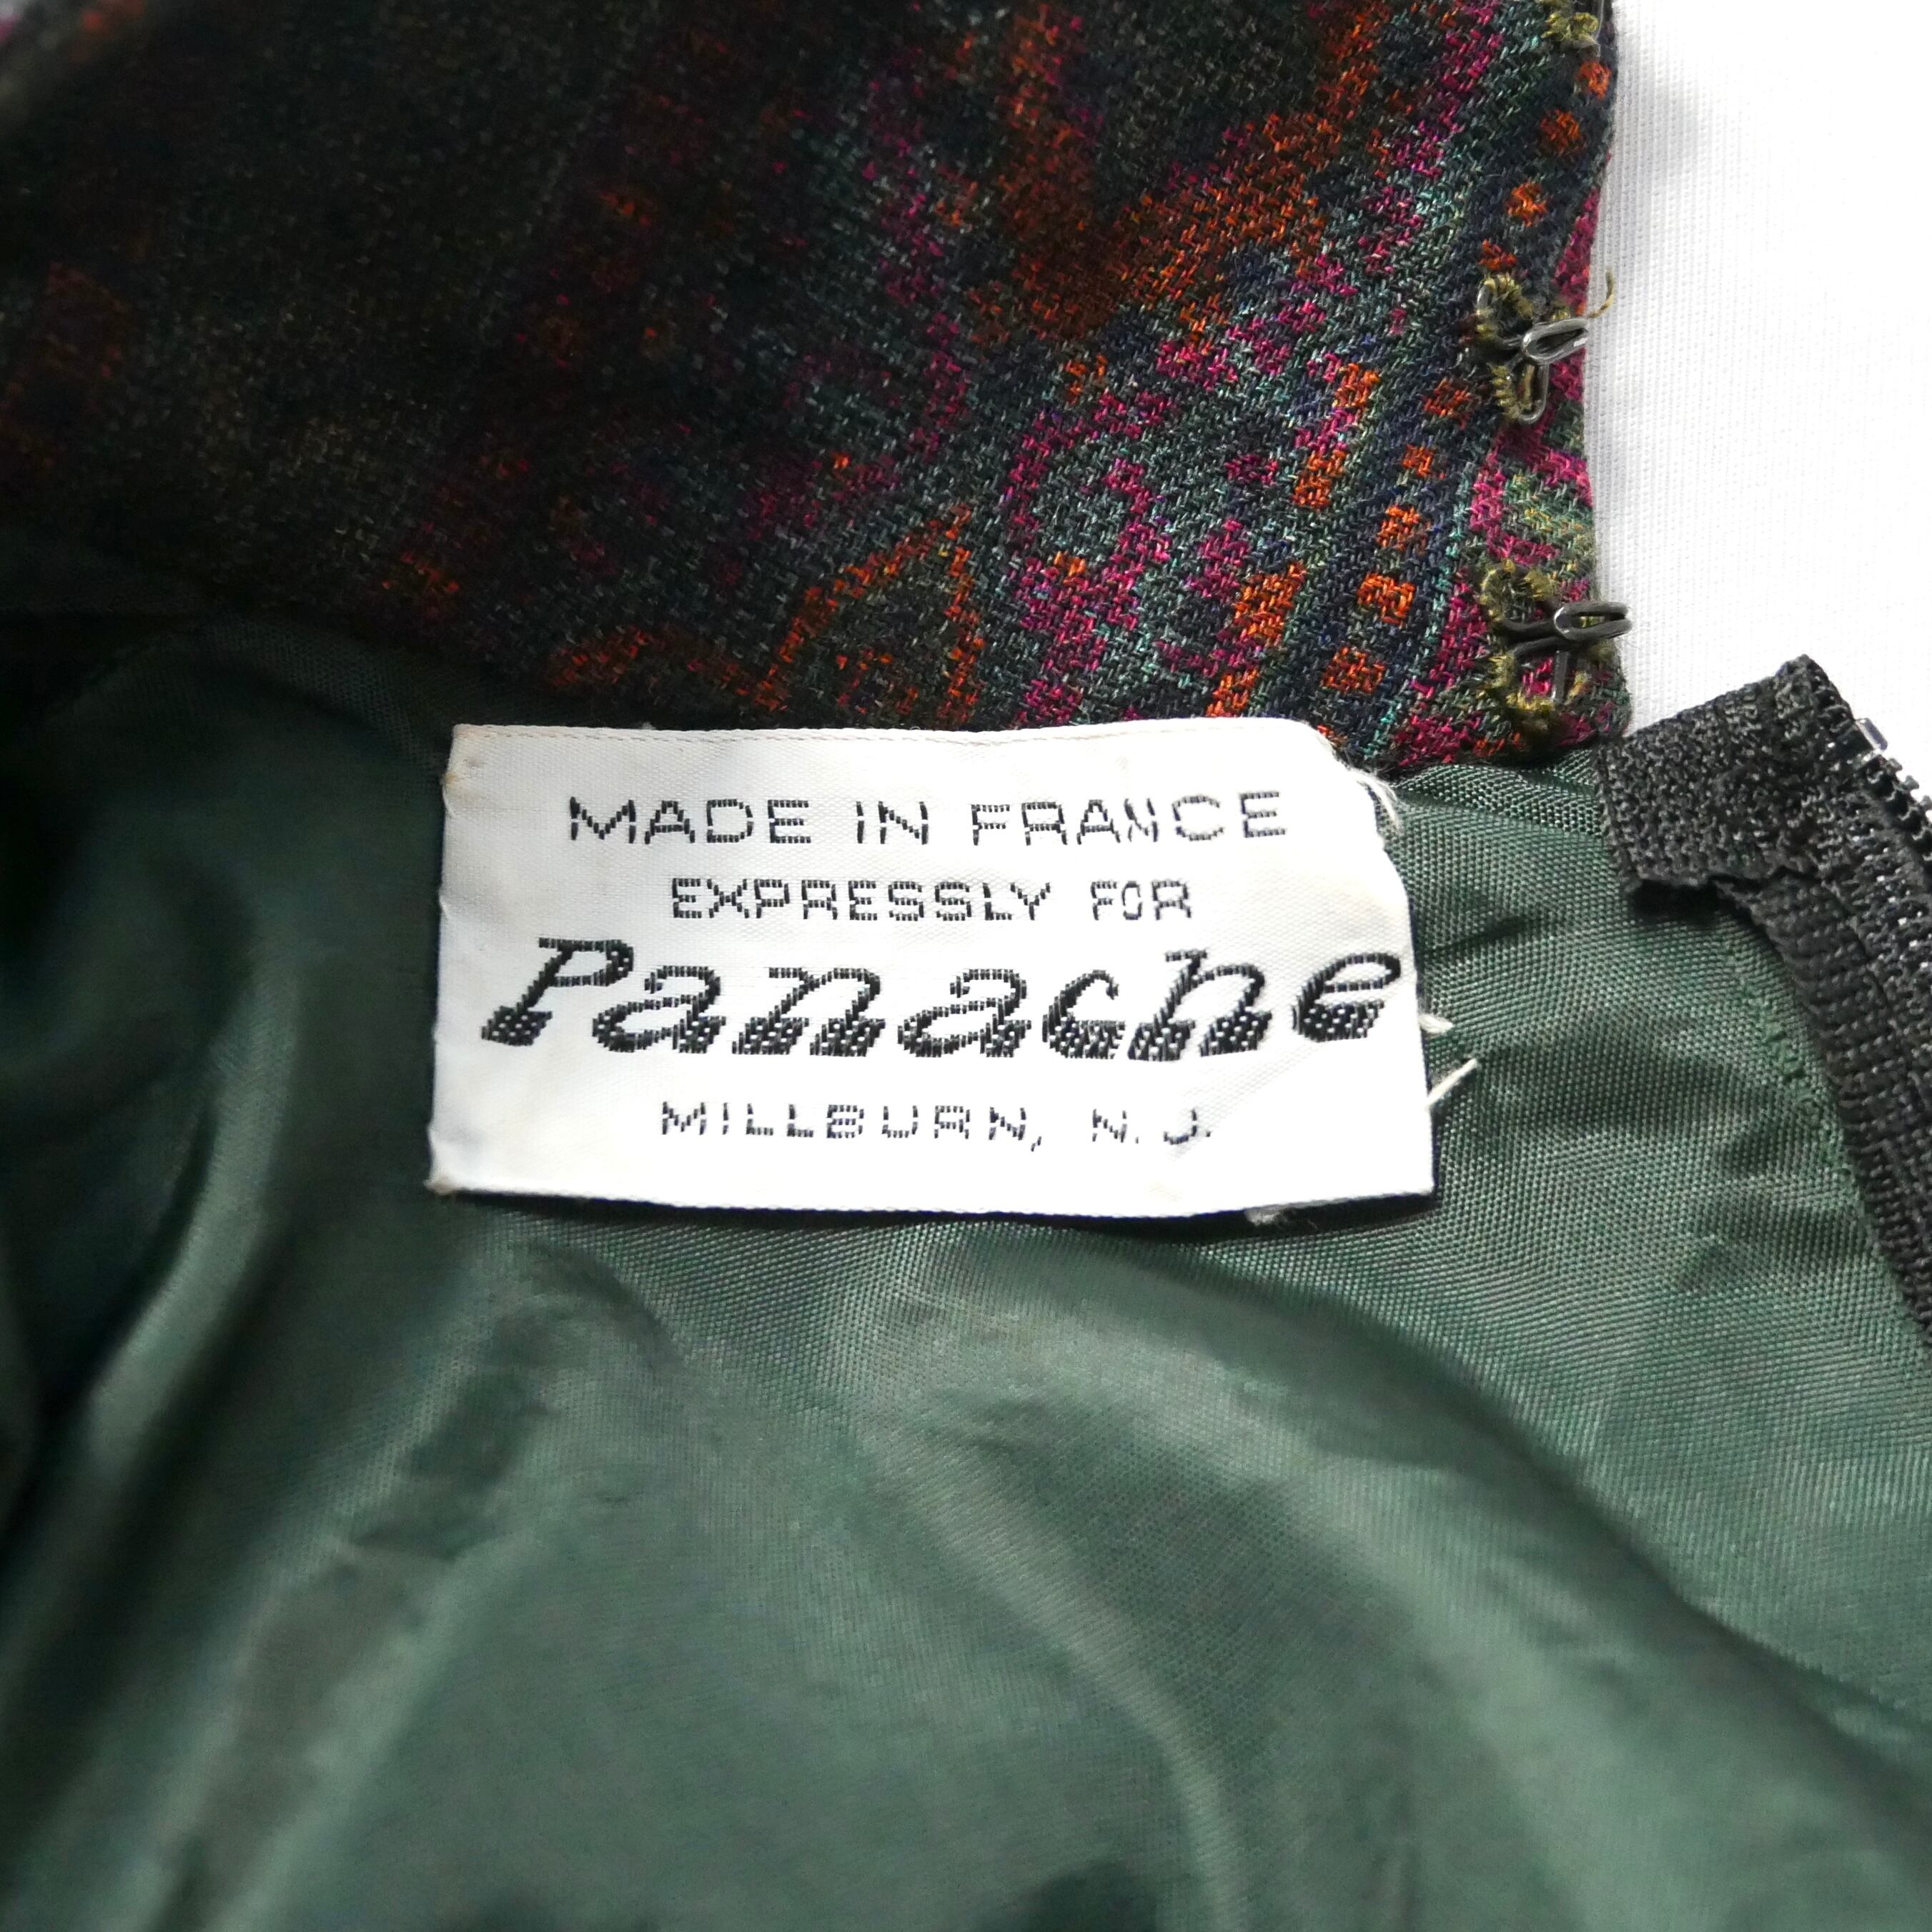 MADE IN FRANCE
EXPRESSLY FOR
Panache
MILLBURN, N.J.